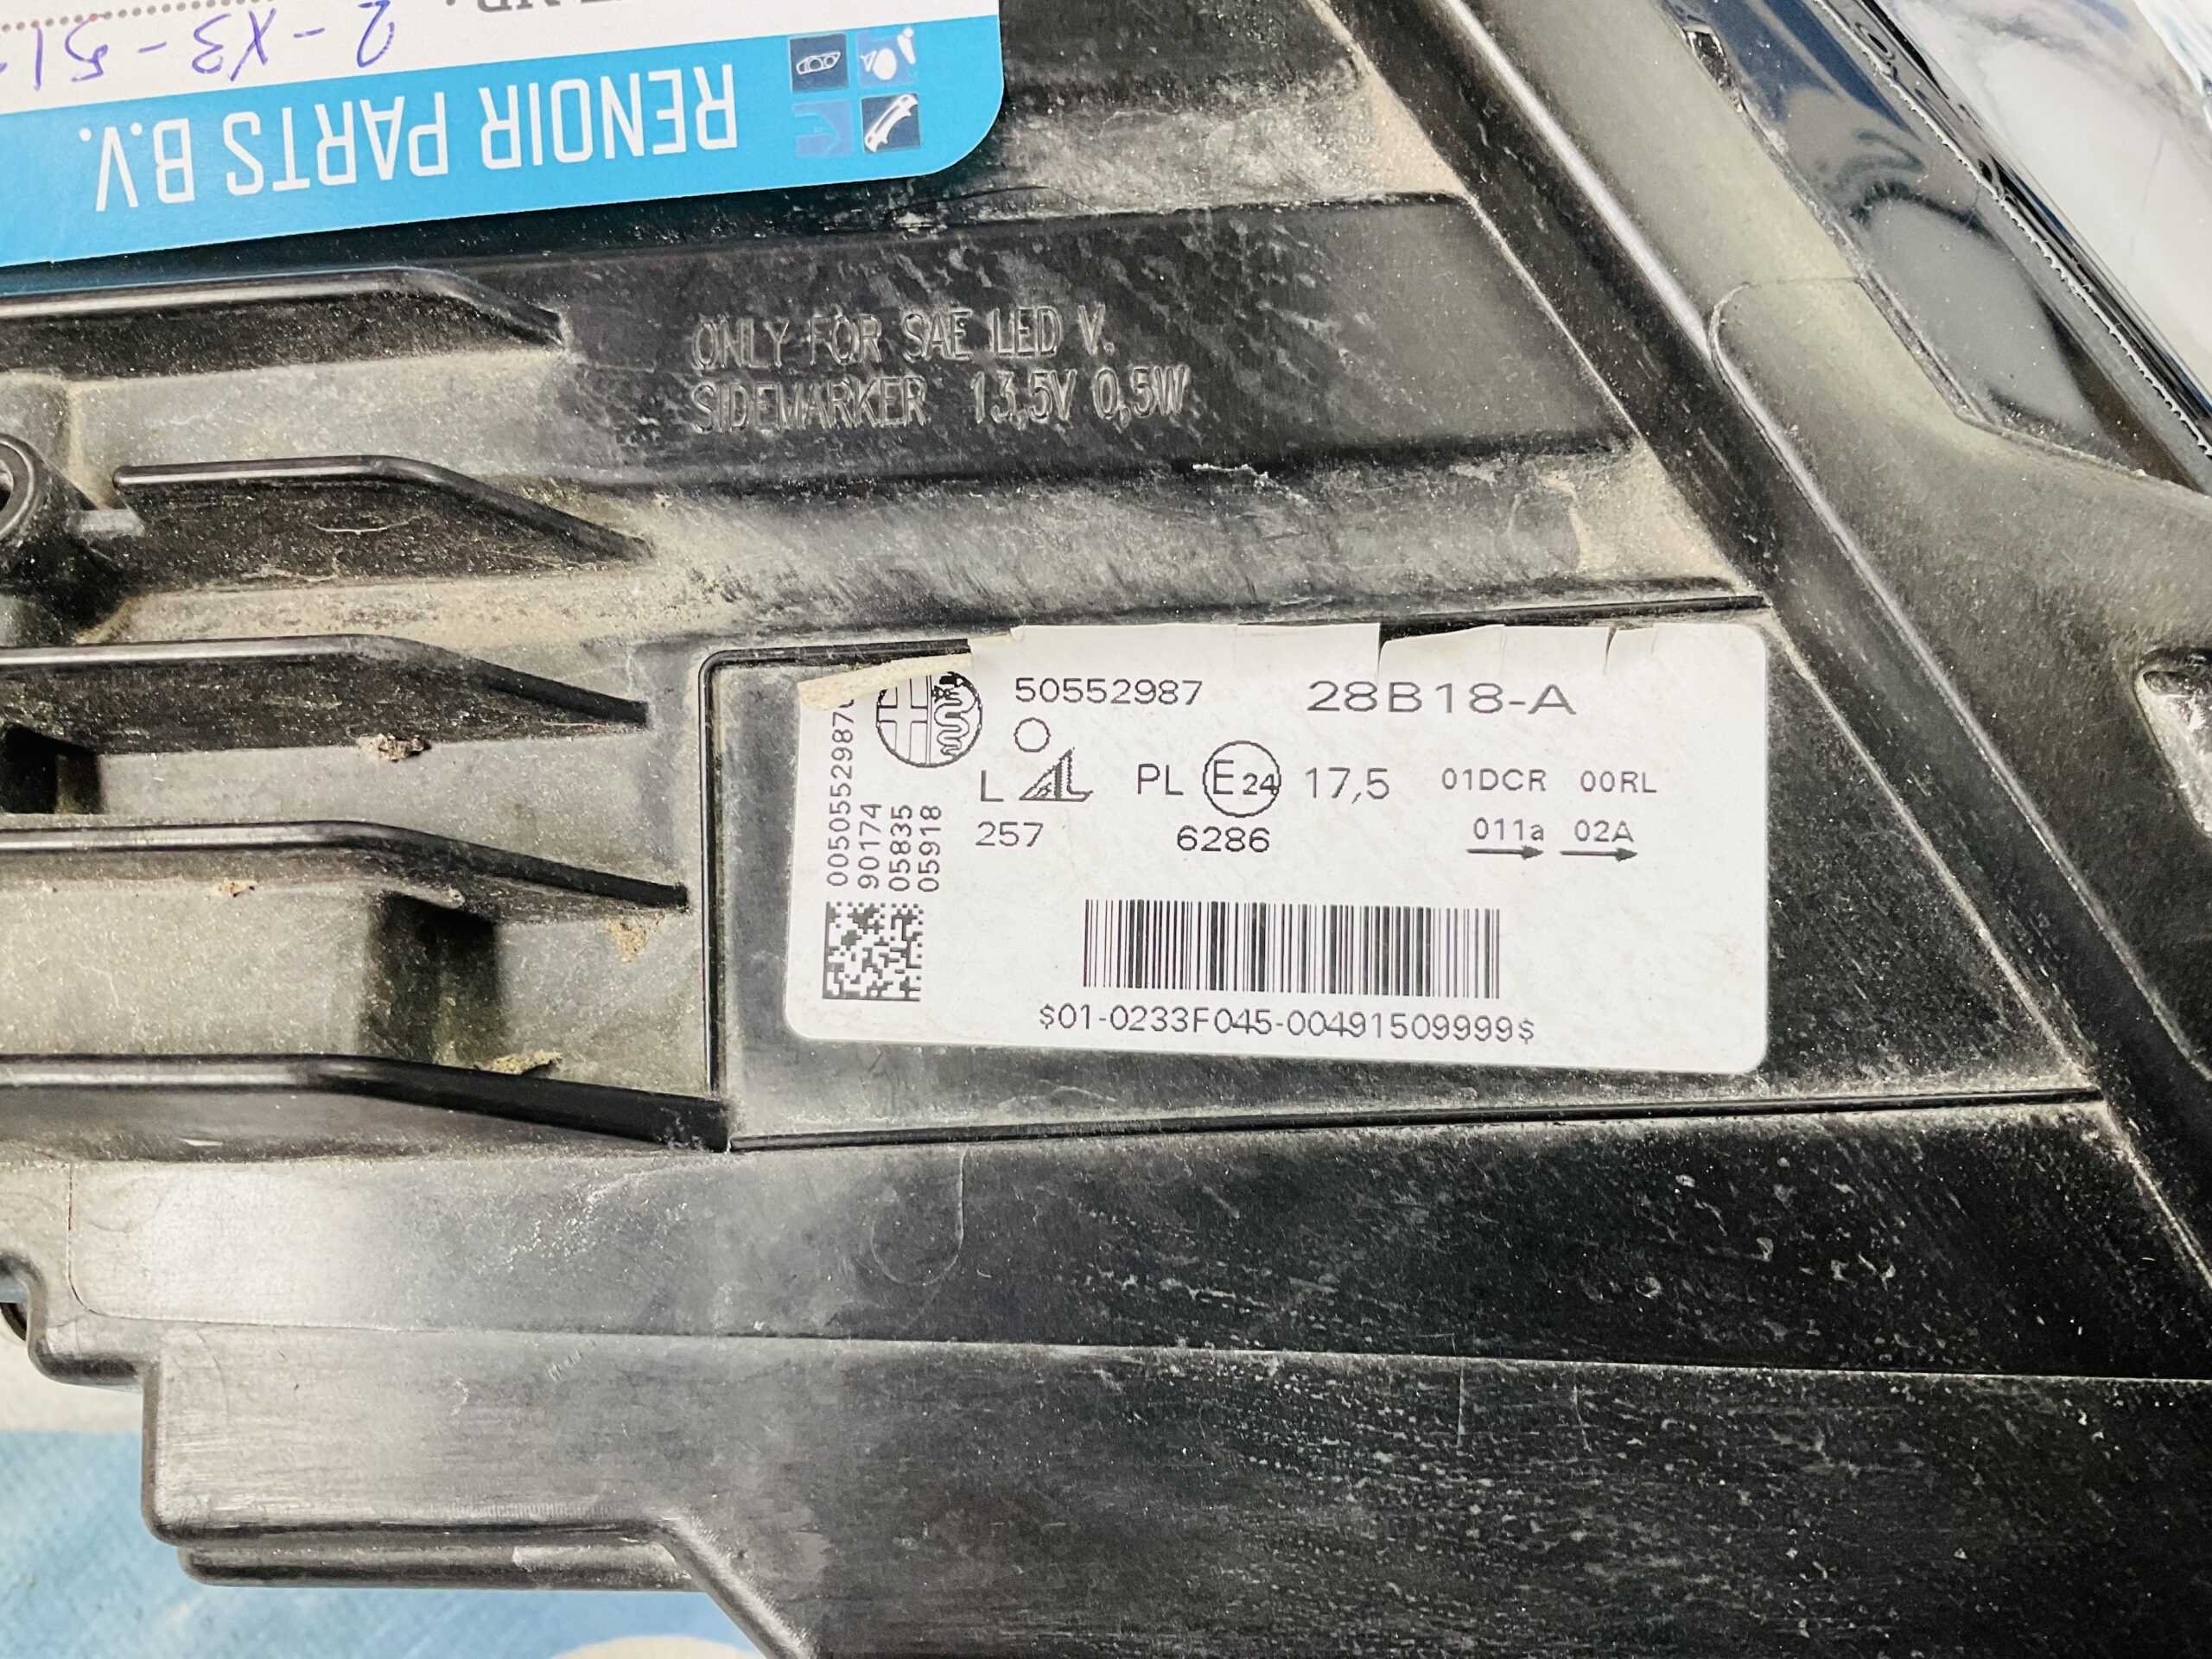 RENOIR PARTS B.V.
2-X3-51
ONLY FOR SAE LED V.
SIDEMARKER 13,5V 0,5W
50552987 28B18-A
L AL PL E24 17,5 01DCR 00RL
257 6286 011a 02A
0050552987
90174
05835
05918
$01-0233F045-00491509999$